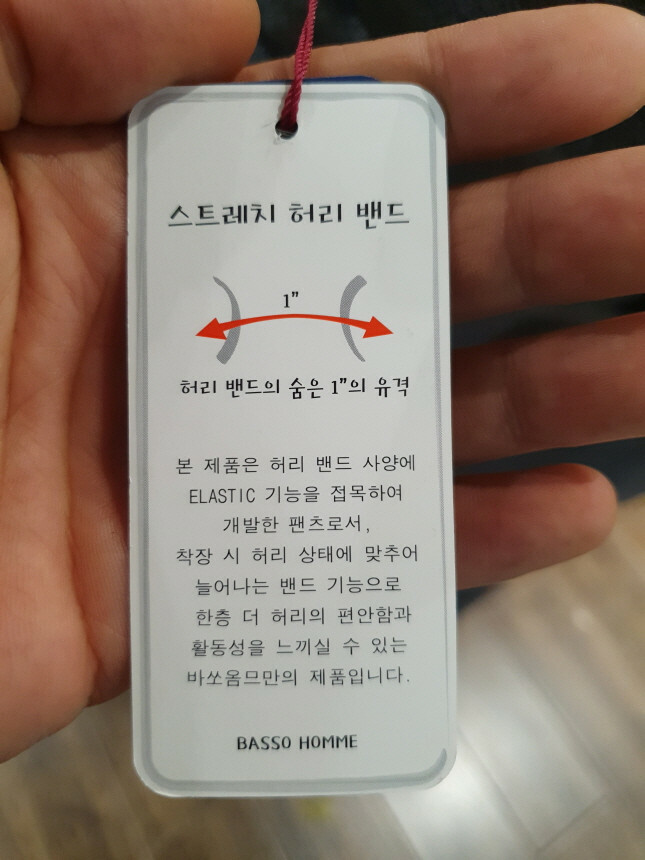 스트레치 허리 밴드
1"
허리 밴드의 숨은 1"의 유격
본 제품은 허리 밴드 사양에
ELASTIC 기능을 접목하여
개발한 팬츠로서,
착장 시 허리 상태에 맞추어
늘어나는 밴드 기능으로
한층 더 허리의 편안함과
활동성을 느끼실 수 있는
바쏘옴므만의 제품입니다.
BASSO HOMME